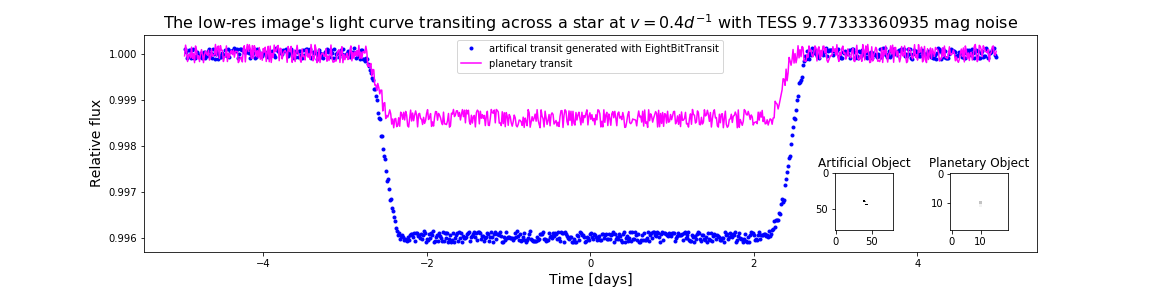 The low-res image's light curve transiting across a star at v = 0.4d⁻¹ with TESS 9.77333360935 mag noise
artifical transit generated with EightBitTransit
planetary transit
Relative flux
1.000
0.999
0.998
0.997
0.996
Artificial Object
0
50
0 50
Planetary Object
0
10
0 10
−4 −2 0 2 4
Time [days]